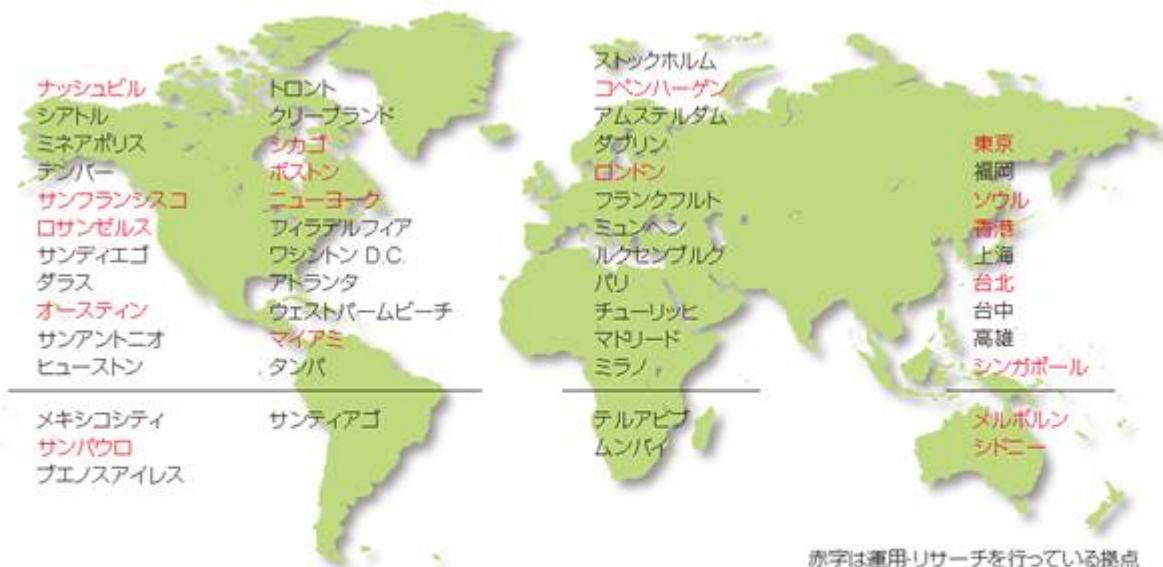 ナッシュビル
シアトル
ミネアポリス
デンバー
サンフランシスコ
ロサンゼルス
サンディエゴ
ダラス
オースティン
サンアントニオ
ヒューストン
トロント
クリーブランド
シカゴ
ボストン
ニューヨーク
フィラデルフィア
ワシントン D.C.
アトランタ
ウェストパームビーチ
マイアミ
タンパ
メキシコシティ
サンパウロ
ブエノスアイレス
サンティアゴ
ストックホルム
コペンハーゲン
アムステルダム
ダブリン
ロンドン
フランクフルト
ミュンヘン
ルクセンブルグ
パリ
チューリッヒ
マドリード
ミラノ
テルアビブ
ムンバイ
東京
福岡
ソウル
香港
上海
台北
台中
高雄
シンガポール
メルボルン
シドニー
赤字は運用・リサーチを行っている拠点